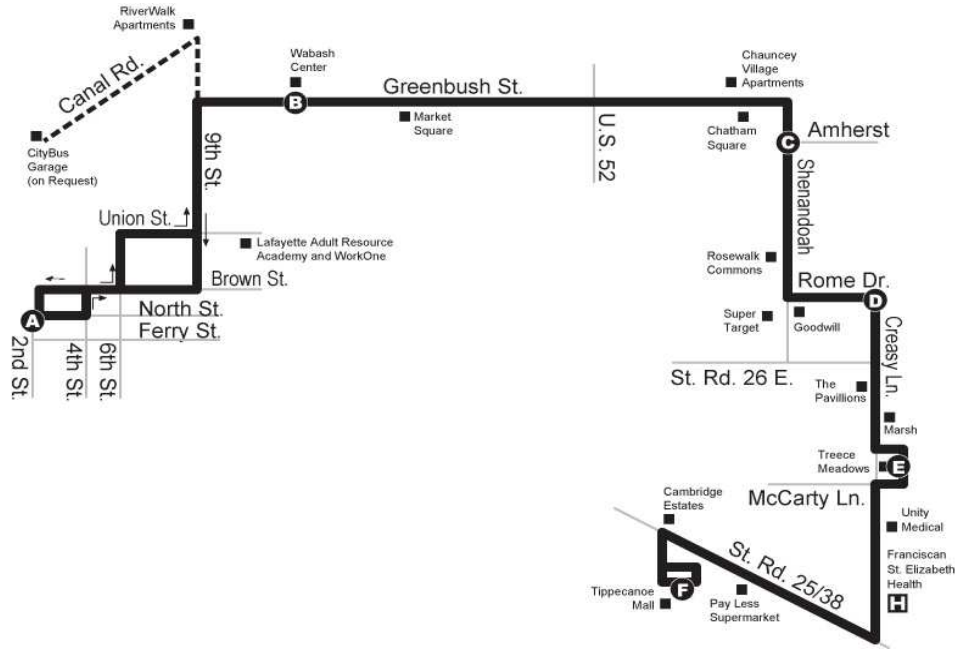 RiverWalk
Apartments
Canal Rd.
CityBus
Garage
(on Request)
Wabash
Center
B
Greenbush St.
Market
Square
U.S. 52
Chauncey
Village
Apartments
Chatham
Square
C
Amherst
9th St.
Shenandoah
Union St.
Lafayette Adult Resource
Academy and WorkOne
Brown St.
A
North St.
Ferry St.
2nd St.
4th St.
6th St.
Rosewalk
Commons
Rome Dr.
D
Super
Target
Goodwill
Creasy Ln.
St. Rd. 26 E.
The
Pavillions
Marsh
Treece
Meadows
E
McCarty Ln.
Cambridge
Estates
Unity
Medical
St. Rd. 25/38
Franciscan
St. Elizabeth
Health
H
Tippecanoe
Mall
F
Pay Less
Supermarket